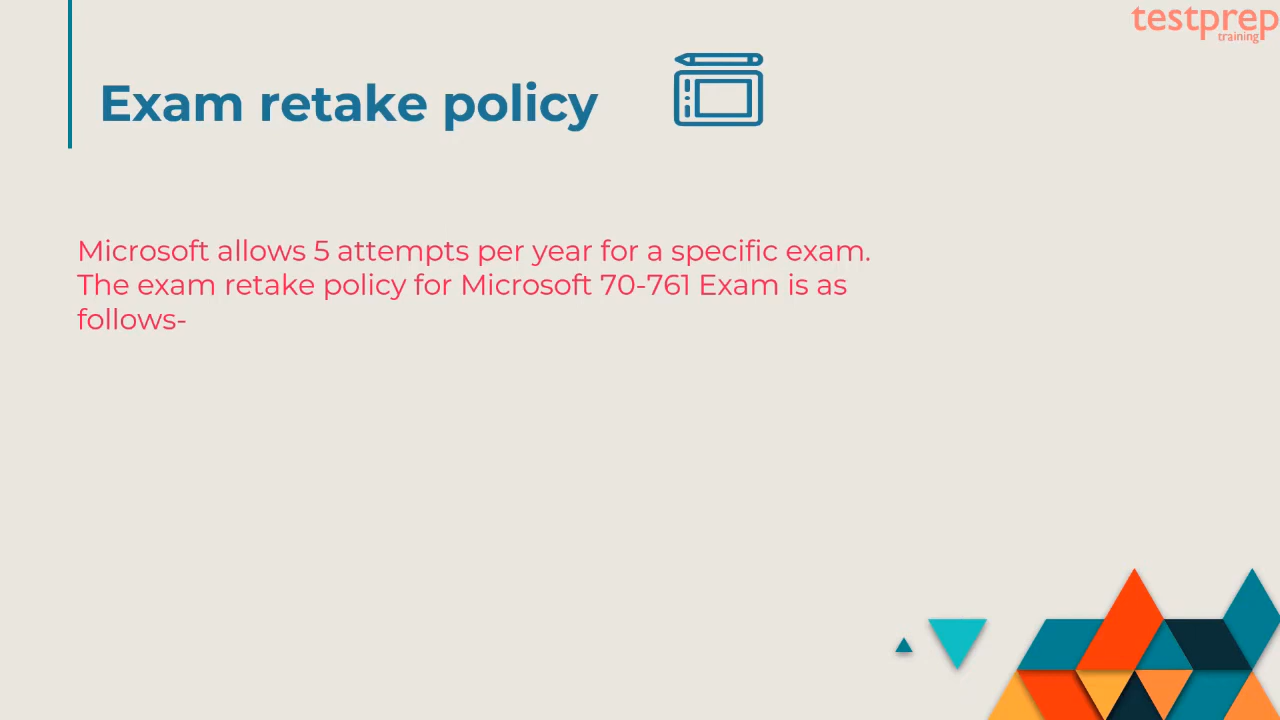 testprep
training
Exam retake policy
Microsoft allows 5 attempts per year for a specific exam.
The exam retake policy for Microsoft 70-761 Exam is as
follows-